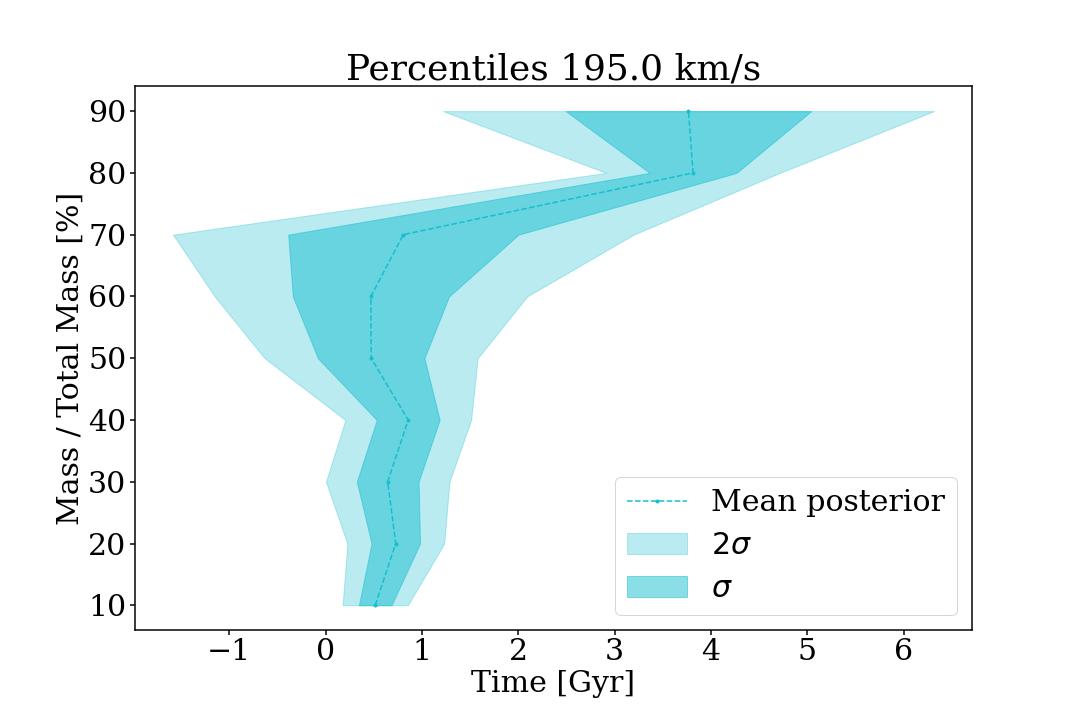 Percentiles 195.0 km/s
Mass / Total Mass [%]
90
80
70
60
50
40
30
20
10
Mean posterior
2σ
σ
−1 0 1 2 3 4 5 6
Time [Gyr]